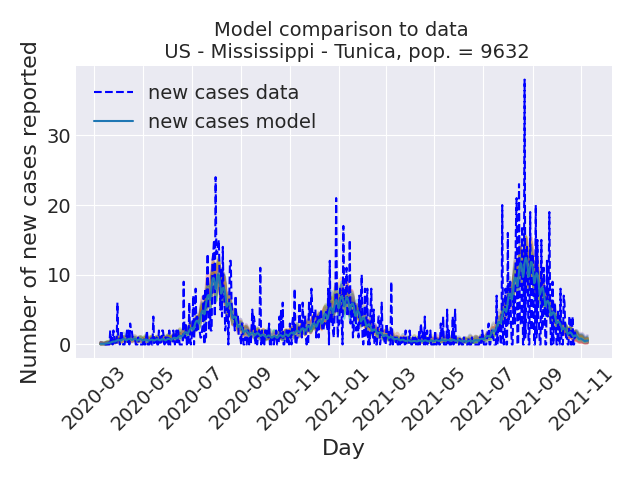 Model comparison to data
US - Mississippi - Tunica, pop. = 9632
new cases data
new cases model
Number of new cases reported
30
20
10
0
2020-03
2020-05
2020-07
2020-09
2020-11
2021-01
2021-03
2021-05
2021-07
2021-09
2021-11
Day